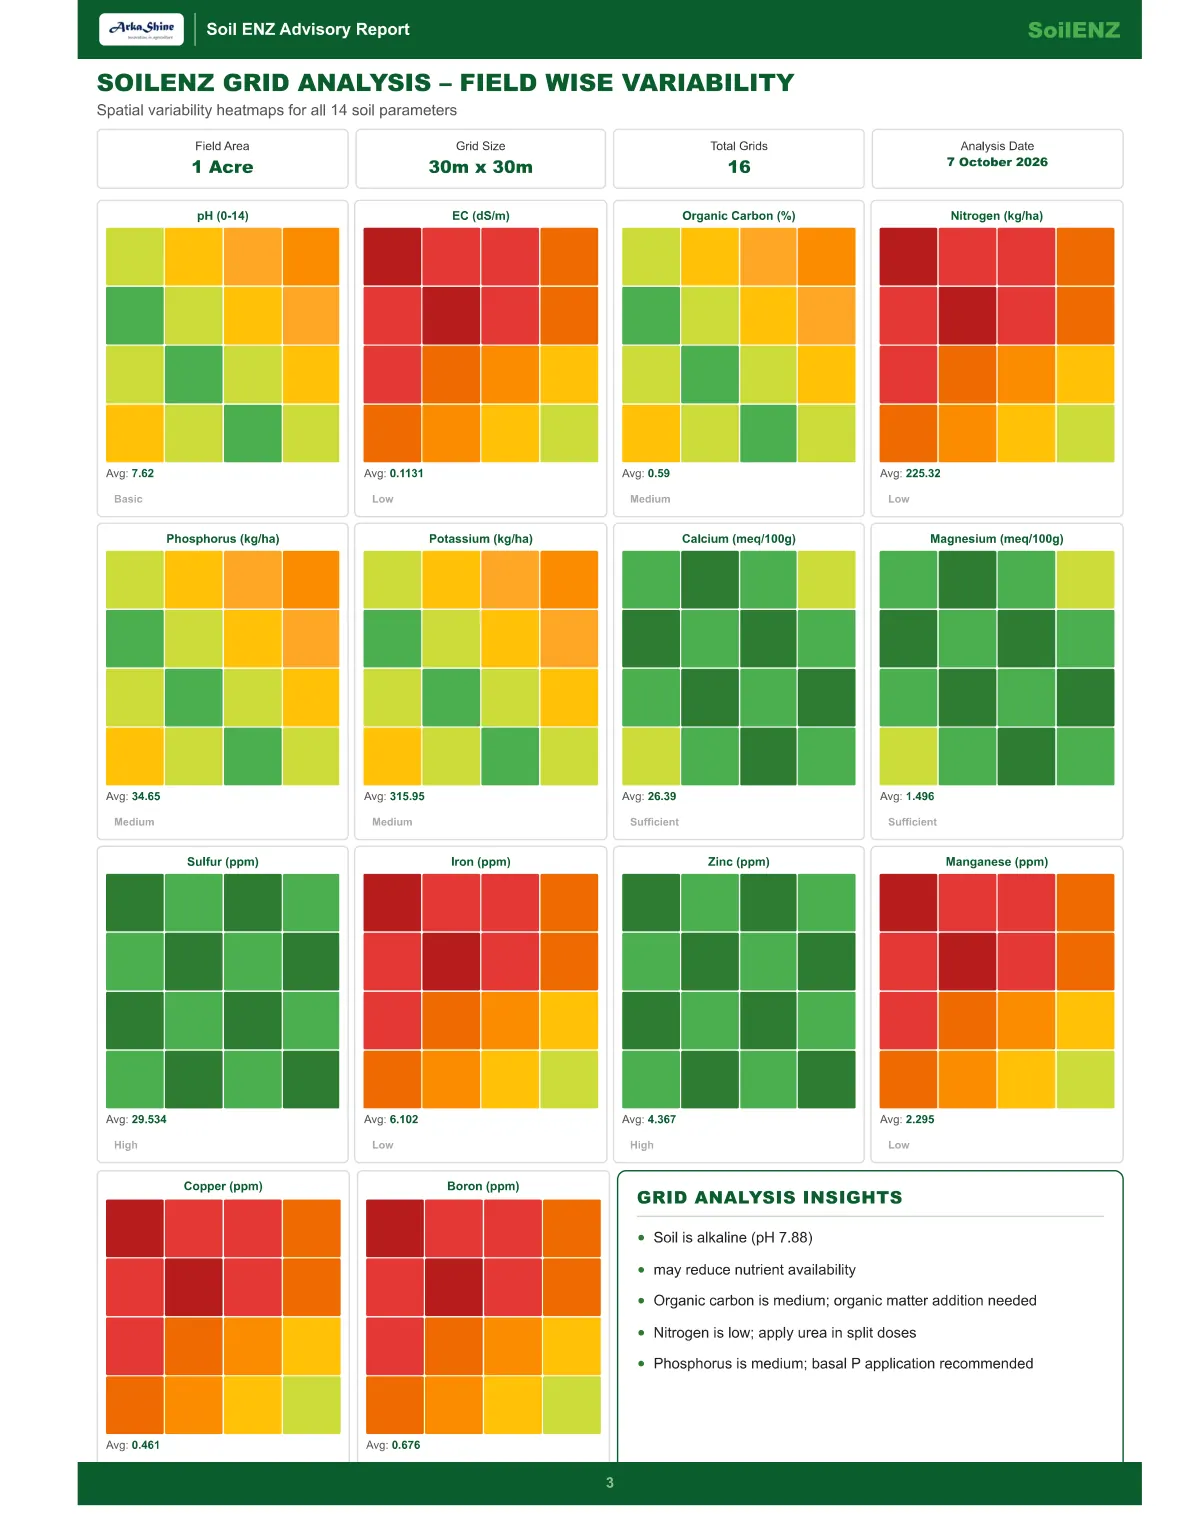 ArkaShine
Innovation in agriculture
Soil ENZ Advisory Report
SoilENZ
SOILENZ GRID ANALYSIS – FIELD WISE VARIABILITY
Spatial variability heatmaps for all 14 soil parameters
Field Area
1 Acre
Grid Size
30m x 30m
Total Grids
16
Analysis Date
7 October 2026
pH (0-14)
Avg: 7.62
Basic
EC (dS/m)
Avg: 0.1131
Low
Organic Carbon (%)
Avg: 0.59
Medium
Nitrogen (kg/ha)
Avg: 225.32
Low
Phosphorus (kg/ha)
Avg: 34.65
Medium
Potassium (kg/ha)
Avg: 315.95
Medium
Calcium (meq/100g)
Avg: 26.39
Sufficient
Magnesium (meq/100g)
Avg: 1.496
Sufficient
Sulfur (ppm)
Avg: 29.534
High
Iron (ppm)
Avg: 6.102
Low
Zinc (ppm)
Avg: 4.367
High
Manganese (ppm)
Avg: 2.295
Low
Copper (ppm)
Avg: 0.461
Boron (ppm)
Avg: 0.676
GRID ANALYSIS INSIGHTS
• Soil is alkaline (pH 7.88)
• may reduce nutrient availability
• Organic carbon is medium; organic matter addition needed
• Nitrogen is low; apply urea in split doses
• Phosphorus is medium; basal P application recommended
3